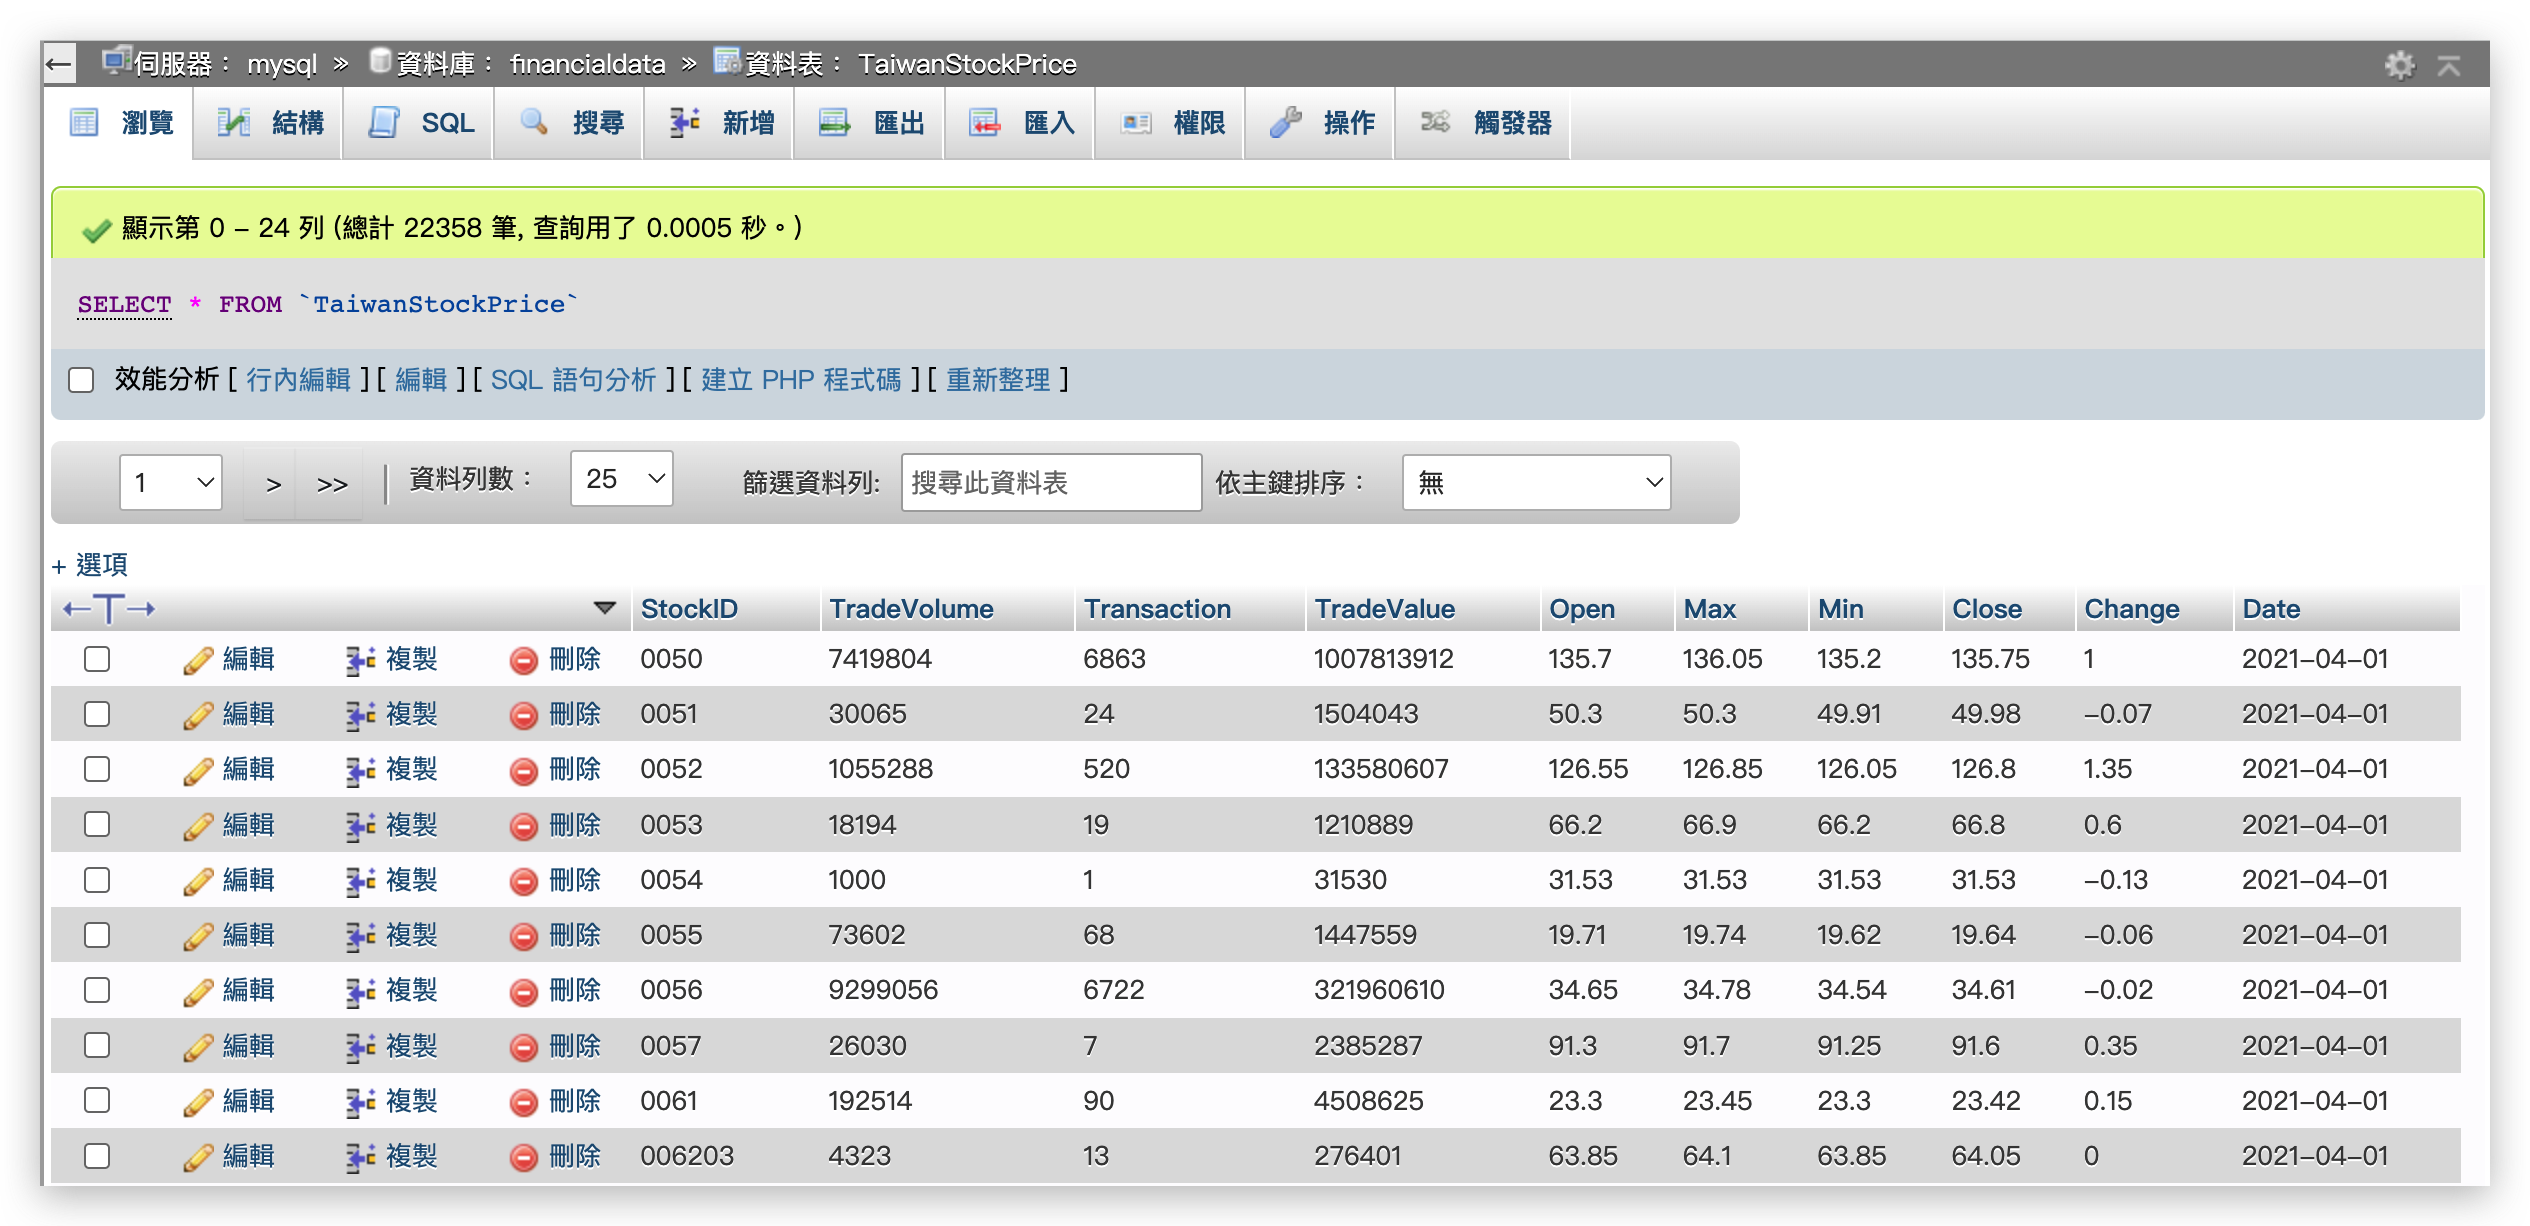 ← 伺服器： mysql » 資料庫： financialdata » 資料表： TaiwanStockPrice
瀏覽 結構 SQL 搜尋 新增 匯出 匯入 權限 操作 觸發器
顯示第 0 - 24 列 (總計 22358 筆, 查詢用了 0.0005 秒。)
SELECT * FROM `TaiwanStockPrice`
效能分析 [ 行內編輯 ] [ 編輯 ] [ SQL 語句分析 ] [ 建立 PHP 程式碼 ] [ 重新整理 ]
1 > >> | 資料列數： 25 篩選資料列: 搜尋此資料表 依主鍵排序： 無
+ 選項
←T→ StockID TradeVolume Transaction TradeValue Open Max Min Close Change Date
編輯 複製 刪除 0050 7419804 6863 1007813912 135.7 136.05 135.2 135.75 1 2021-04-01
編輯 複製 刪除 0051 30065 24 1504043 50.3 50.3 49.91 49.98 -0.07 2021-04-01
編輯 複製 刪除 0052 1055288 520 133580607 126.55 126.85 126.05 126.8 1.35 2021-04-01
編輯 複製 刪除 0053 18194 19 1210889 66.2 66.9 66.2 66.8 0.6 2021-04-01
編輯 複製 刪除 0054 1000 1 31530 31.53 31.53 31.53 31.53 -0.13 2021-04-01
編輯 複製 刪除 0055 73602 68 1447559 19.71 19.74 19.62 19.64 -0.06 2021-04-01
編輯 複製 刪除 0056 9299056 6722 321960610 34.65 34.78 34.54 34.61 -0.02 2021-04-01
編輯 複製 刪除 0057 26030 7 2385287 91.3 91.7 91.25 91.6 0.35 2021-04-01
編輯 複製 刪除 0061 192514 90 4508625 23.3 23.45 23.3 23.42 0.15 2021-04-01
編輯 複製 刪除 006203 4323 13 276401 63.85 64.1 63.85 64.05 0 2021-04-01